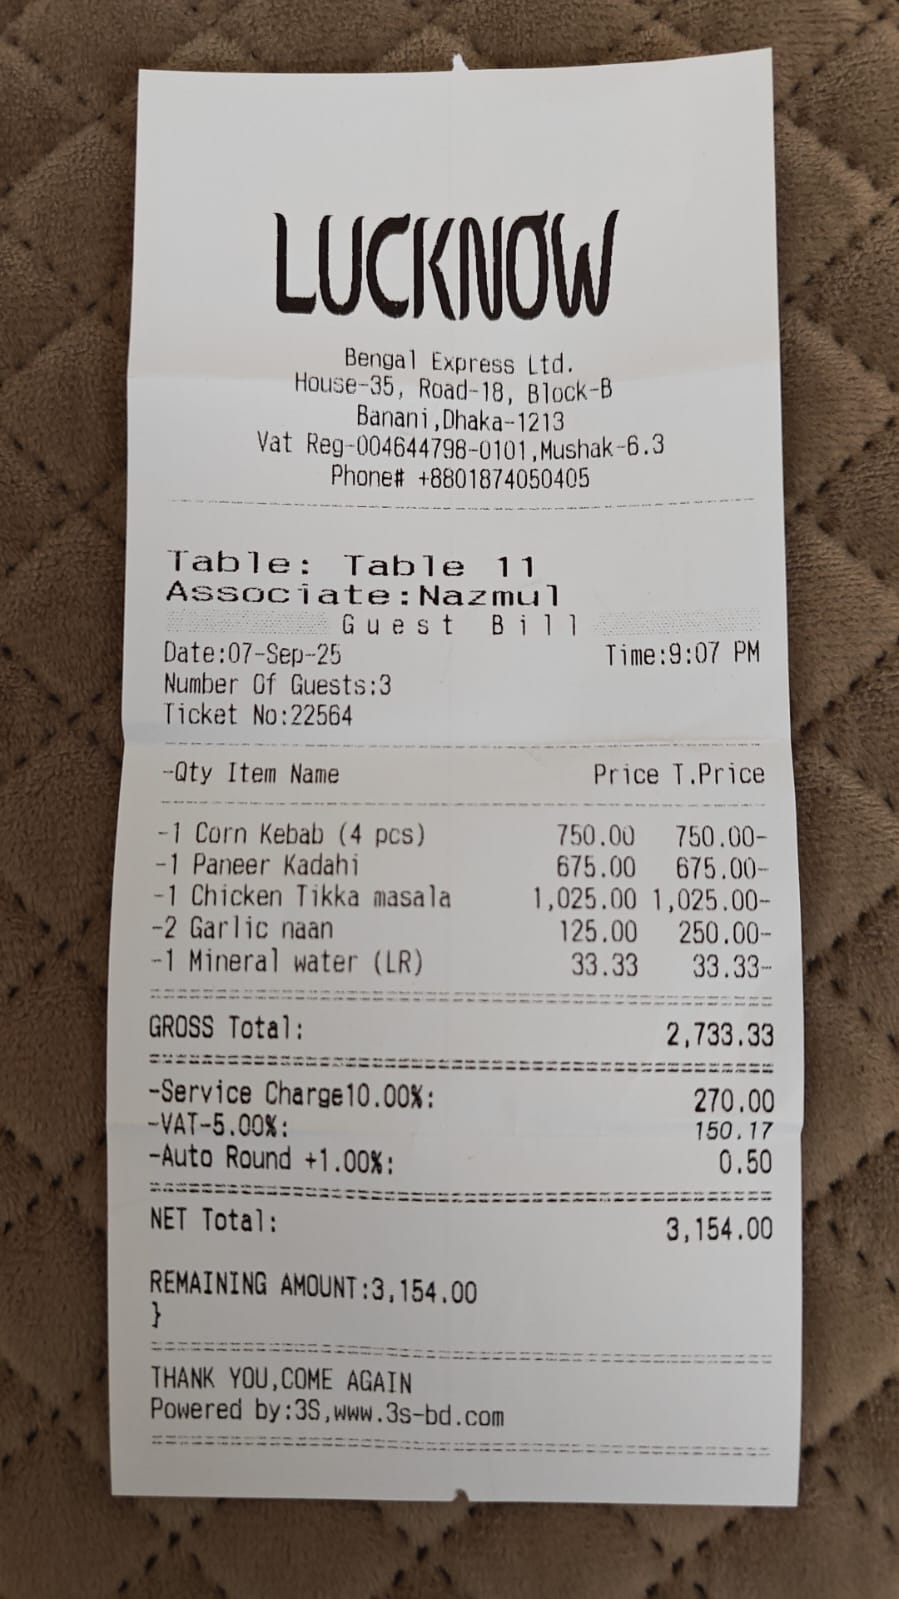 LUCKNOW
Bengal Express Ltd.
House-35, Road-18, Block-B
Banani,Dhaka-1213
Vat Reg-004644798-0101,Mushak-6.3
Phone# +8801874050405
Table: Table 11
Associate:Nazmul
Guest Bill
Date:07-Sep-25 Time:9:07 PM
Number Of Guests:3
Ticket No:22564
-Qty Item Name Price T.Price
-1 Corn Kebab (4 pcs) 750.00 750.00-
-1 Paneer Kadahi 675.00 675.00-
-1 Chicken Tikka masala 1,025.00 1,025.00-
-2 Garlic naan 125.00 250.00-
-1 Mineral water (LR) 33.33 33.33-
GROSS Total: 2,733.33
-Service Charge10.00%: 270.00
-VAT-5.00%: 150.17
-Auto Round +1.00%: 0.50
NET Total: 3,154.00
REMAINING AMOUNT:3,154.00
}
THANK YOU,COME AGAIN
Powered by:3S,www.3s-bd.com